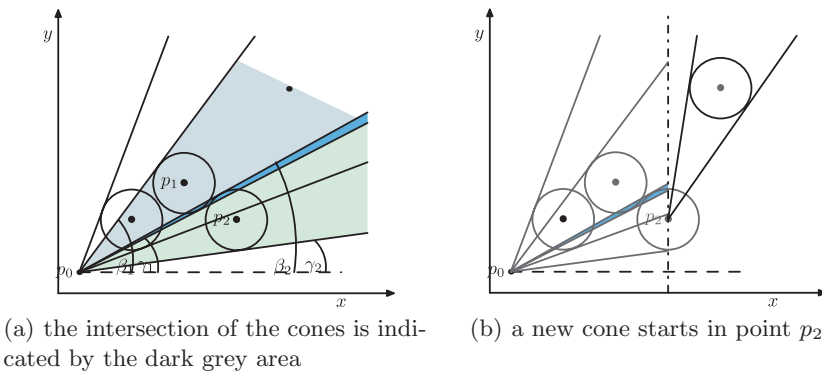 y
p₁
p₂
p₀
β₁ γ₁
β₂ γ₂
x
y
p₂
p₀
x
(a) the intersection of the cones is indi-
cated by the dark grey area
(b) a new cone starts in point p₂